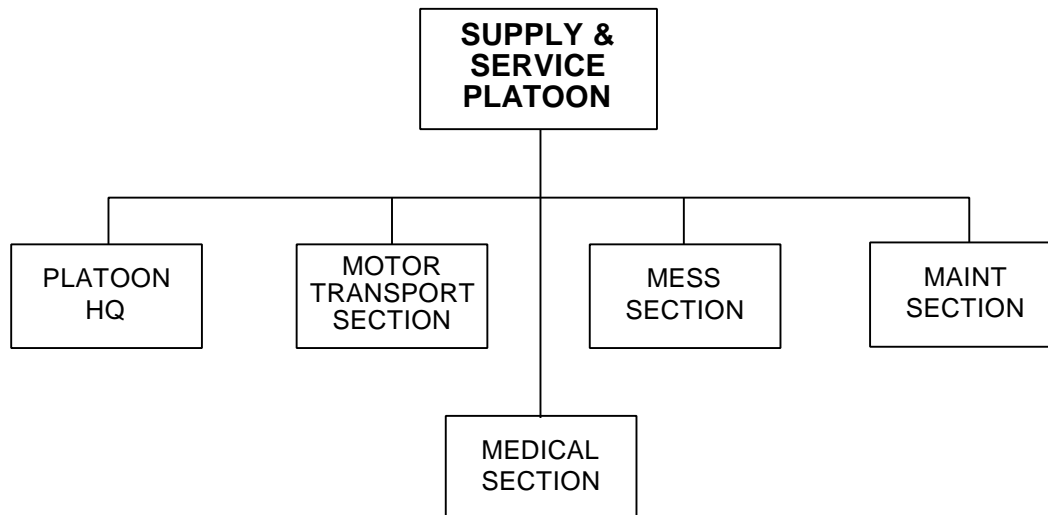 SUPPLY &
SERVICE
PLATOON
PLATOON
HQ
MOTOR
TRANSPORT
SECTION
MESS
SECTION
MAINT
SECTION
MEDICAL
SECTION